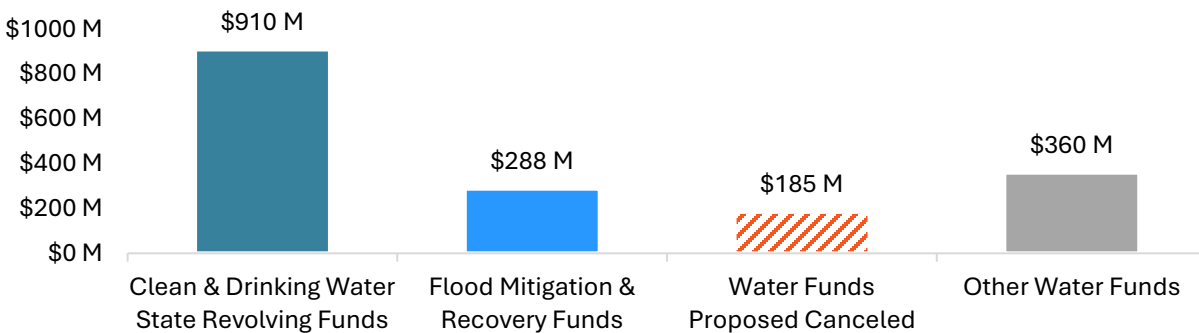 $1000 M
$800 M
$600 M
$400 M
$200 M
$0 M
$910 M
$288 M
$185 M
$360 M
Clean & Drinking Water
State Revolving Funds
Flood Mitigation &
Recovery Funds
Water Funds
Proposed Canceled
Other Water Funds